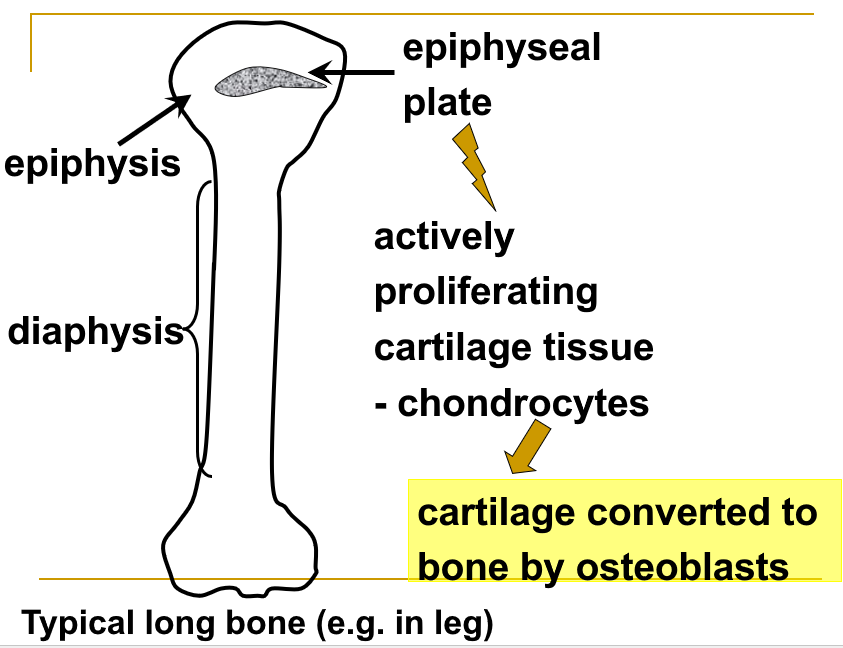 epiphyseal
plate
epiphysis
actively
proliferating
diaphysis
cartilage tissue
- chondrocytes
cartilage converted to
bone by osteoblasts
Typical long bone (e.g. in leg)